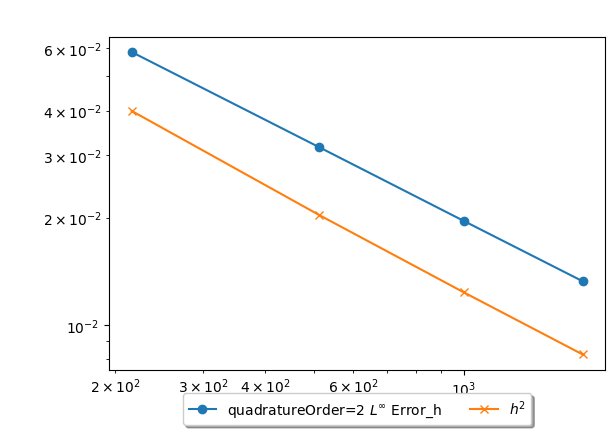 6 × 10⁻²
4 × 10⁻²
3 × 10⁻²
2 × 10⁻²
10⁻²
2 × 10² 3 × 10² 4 × 10² 6 × 10² 10³
quadratureOrder=2 L^∞ Error_h h²